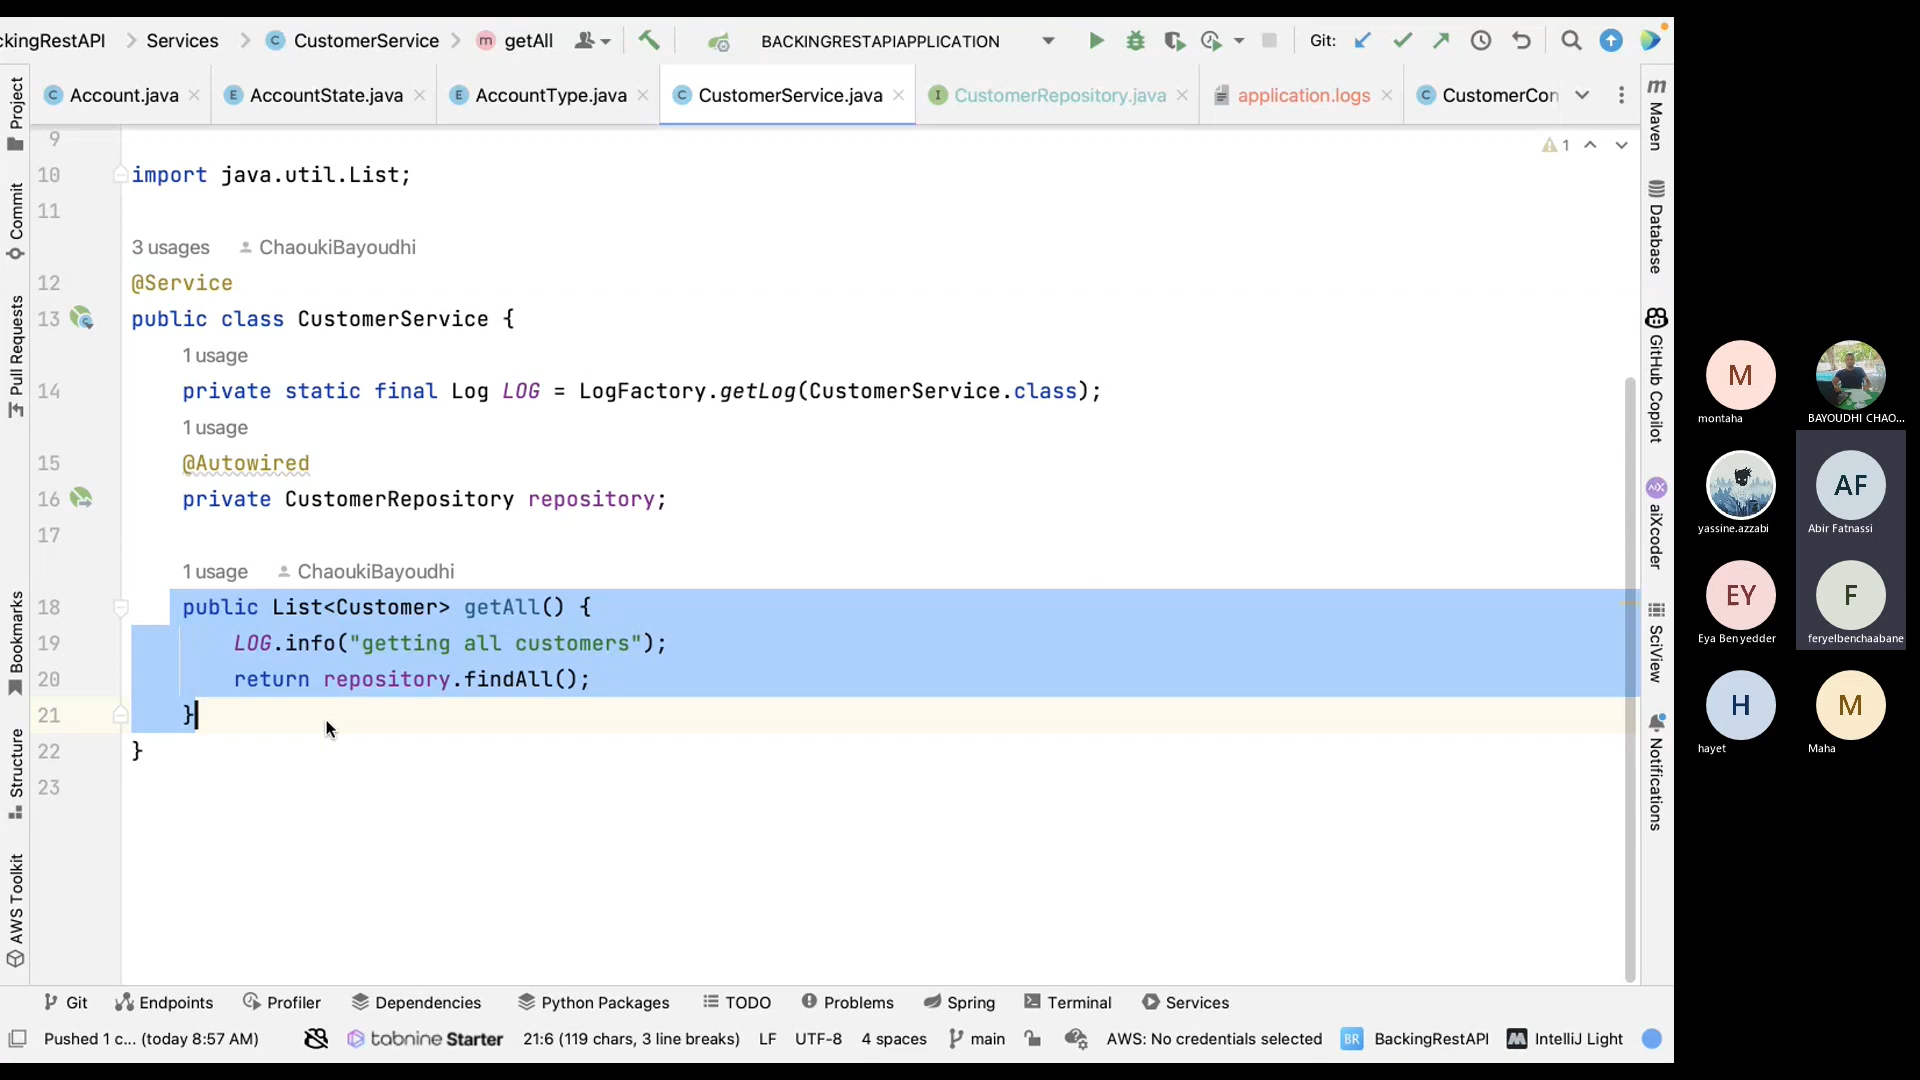 ckingRestAPI Services CustomerService getAll BACKINGRESTAPIAPPLICATION Git:
Account.java AccountState.java AccountType.java CustomerService.java CustomerRepository.java application.logs CustomerCon
Project
Commit
Pull Requests
Bookmarks
Structure
AWS Toolkit
9
1
10 import java.util.List;
11
3 usages ChaoukiBayoudhi
12 @Service
13 public class CustomerService {
1 usage
14 private static final Log LOG = LogFactory.getLog(CustomerService.class);
1 usage
15 @Autowired
16 private CustomerRepository repository;
17
1 usage ChaoukiBayoudhi
18 public List<Customer> getAll() {
19 LOG.info("getting all customers");
20 return repository.findAll();
21 }
22 }
23
m Maven
Database
GitHub Copilot
aiXcoder
SciView
Notifications
Git Endpoints Profiler Dependencies Python Packages TODO Problems Spring Terminal Services
Pushed 1 c... (today 8:57 AM) tabnine Starter 21:6 (119 chars, 3 line breaks) LF UTF-8 4 spaces main AWS: No credentials selected BR BackingRestAPI IntelliJ Light
M
montaha BAYOUDHI CHAO...
AF
yassine.azzabi Abir Fatnassi
EY F
Eya Benyedder feryelbenchaabane
H M
hayet Maha